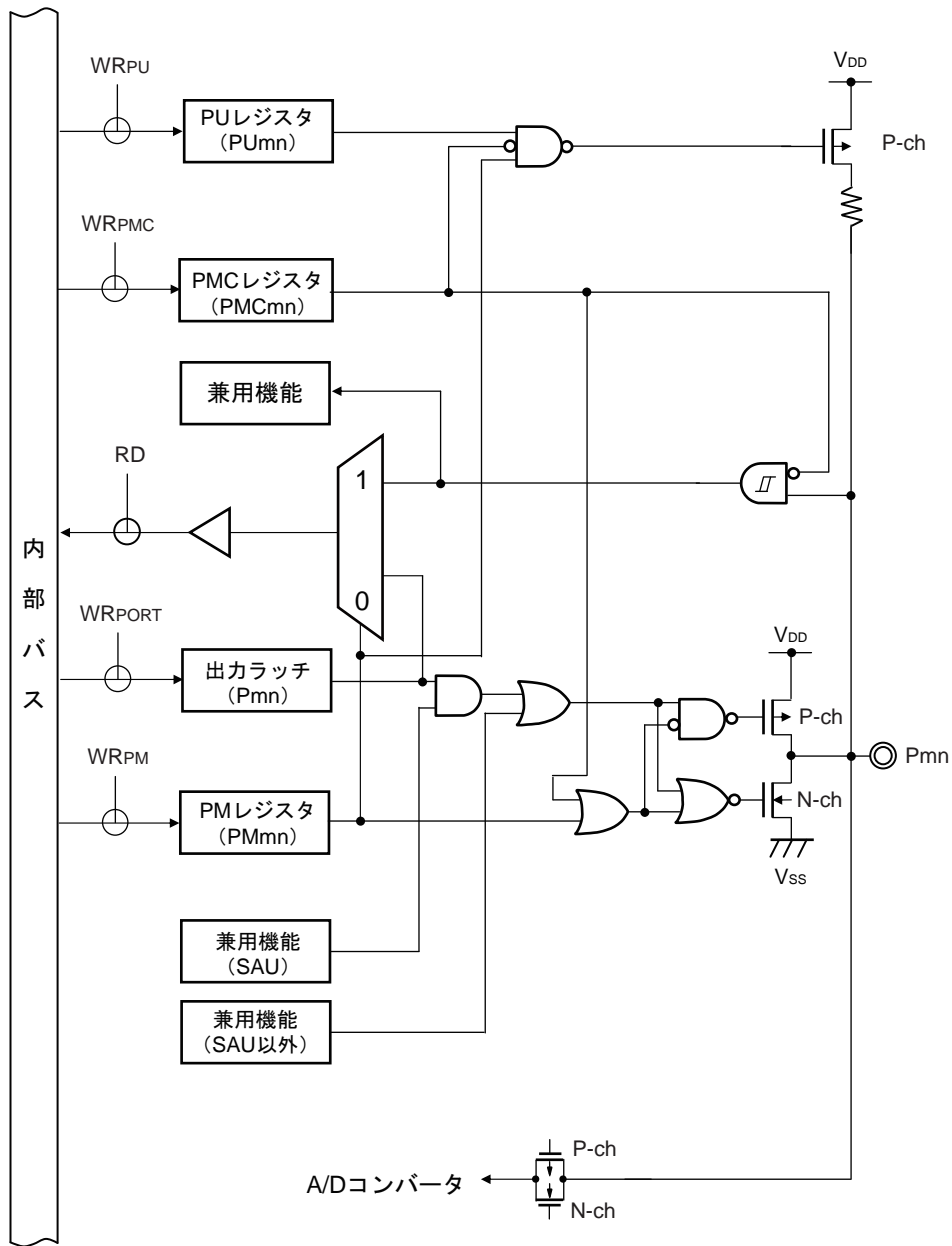 WRPU
VDD
PUレジスタ
（PUmn）
P-ch
WRPMC
PMCレジスタ
（PMCmn）
兼用機能
1
RD
内部バス
0
WRPORT
VDD
出力ラッチ
（Pmn）
P-ch
Pmn
WRPM
PMレジスタ
（PMmn）
N-ch
VSS
兼用機能
（SAU）
兼用機能
（SAU以外）
P-ch
A/Dコンバータ
N-ch